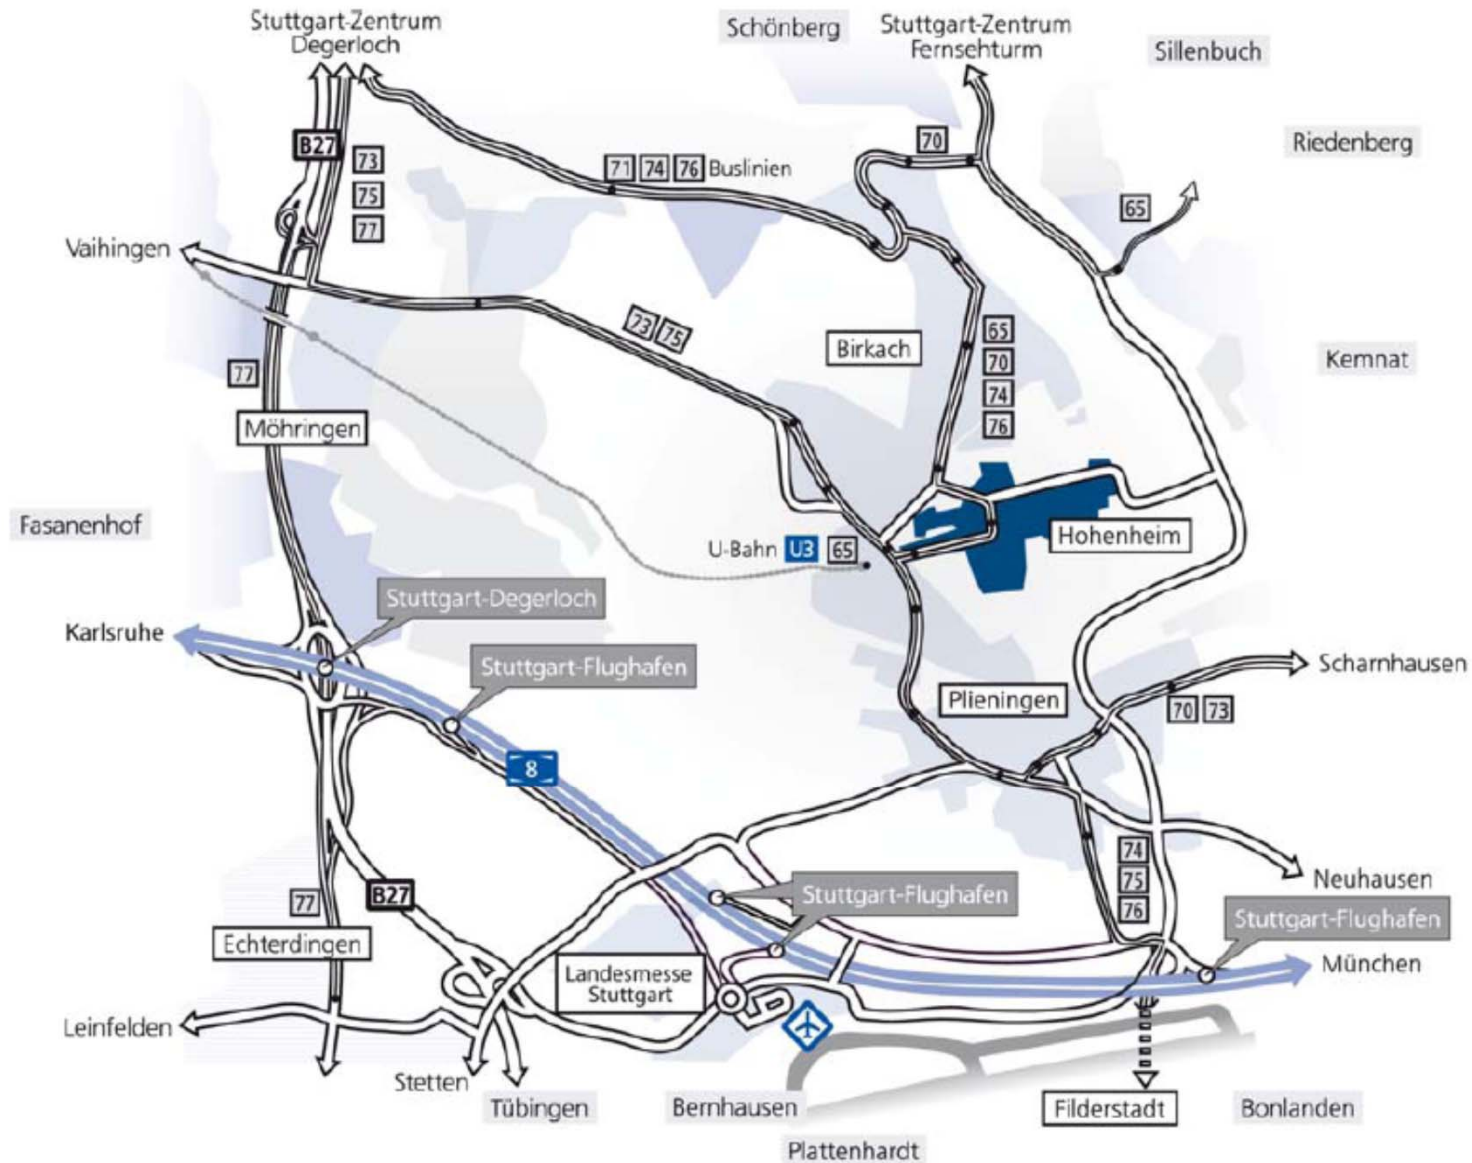 Stuttgart-Zentrum
Degerloch
Schönberg
Stuttgart-Zentrum
Fernsehturm
Sillenbuch
B27
73
75
77
71 74 76 Buslinien
70
Riedenberg
65
Vaihingen
73 75
Birkach
65
70
74
76
Kemnat
77
Möhringen
Fasanenhof
U-Bahn U3 65
Hohenheim
Stuttgart-Degerloch
Karlsruhe
Stuttgart-Flughafen
Scharnhausen
Plieningen
70 73
8
74
75
76
Neuhausen
77
B27
Stuttgart-Flughafen
Stuttgart-Flughafen
Echterdingen
Landesmesse
Stuttgart
München
Leinfelden
Stetten
Tübingen
Bernhausen
Filderstadt
Bonlanden
Plattenhardt